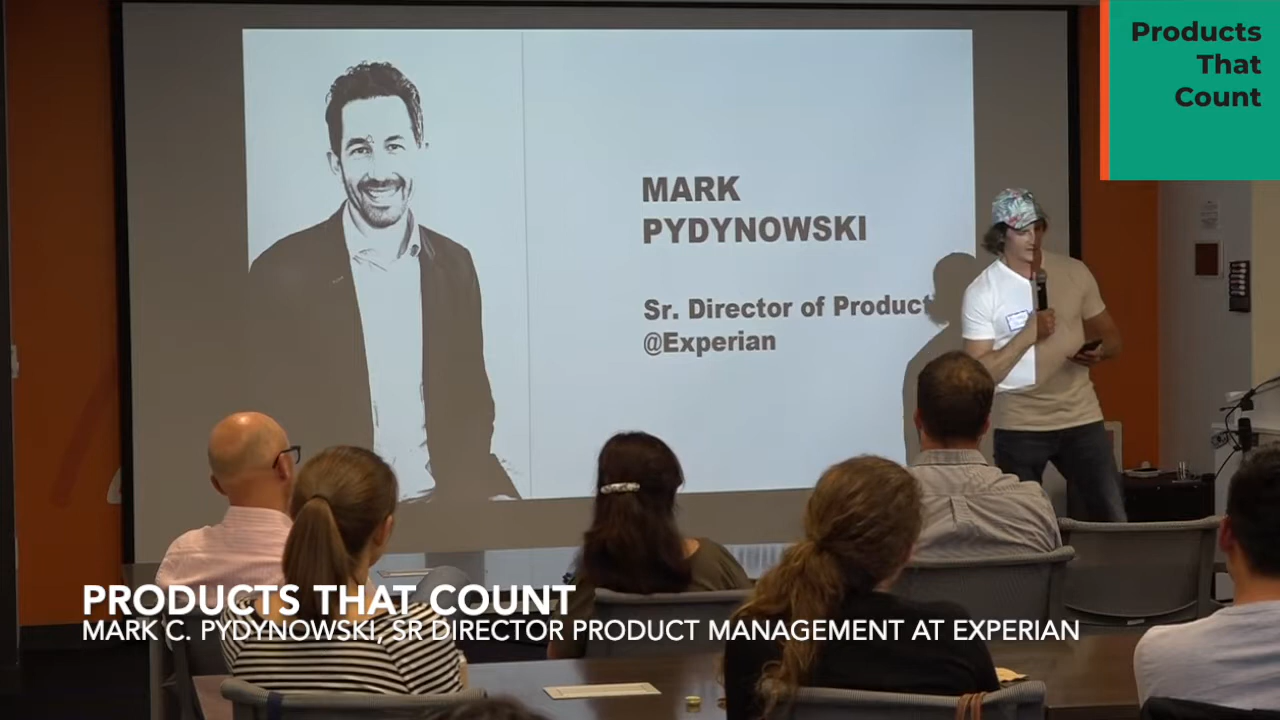 Products
That
Count
MARK
PYDYNOWSKI
Sr. Director of Product
@Experian
PRODUCTS THAT COUNT
MARK C. PYDYNOWSKI, SR DIRECTOR PRODUCT MANAGEMENT AT EXPERIAN